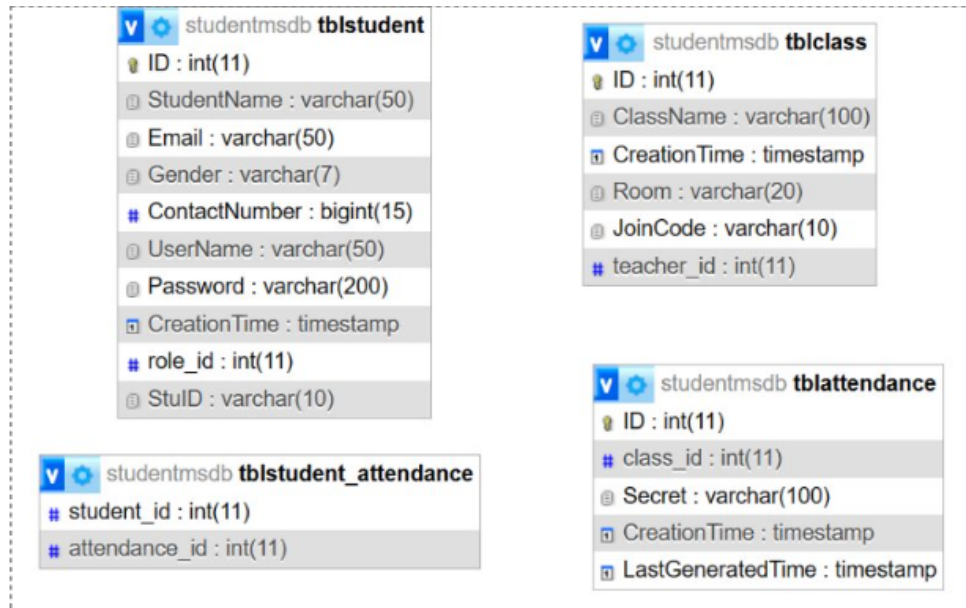 studentmsdb tblstudent
ID : int(11)
StudentName : varchar(50)
Email : varchar(50)
Gender : varchar(7)
ContactNumber : bigint(15)
UserName : varchar(50)
Password : varchar(200)
CreationTime : timestamp
role_id : int(11)
StuID : varchar(10)
studentmsdb tblclass
ID : int(11)
ClassName : varchar(100)
CreationTime : timestamp
Room : varchar(20)
JoinCode : varchar(10)
teacher_id : int(11)
studentmsdb tblstudent_attendance
student_id : int(11)
attendance_id : int(11)
studentmsdb tblattendance
ID : int(11)
class_id : int(11)
Secret : varchar(100)
CreationTime : timestamp
LastGeneratedTime : timestamp